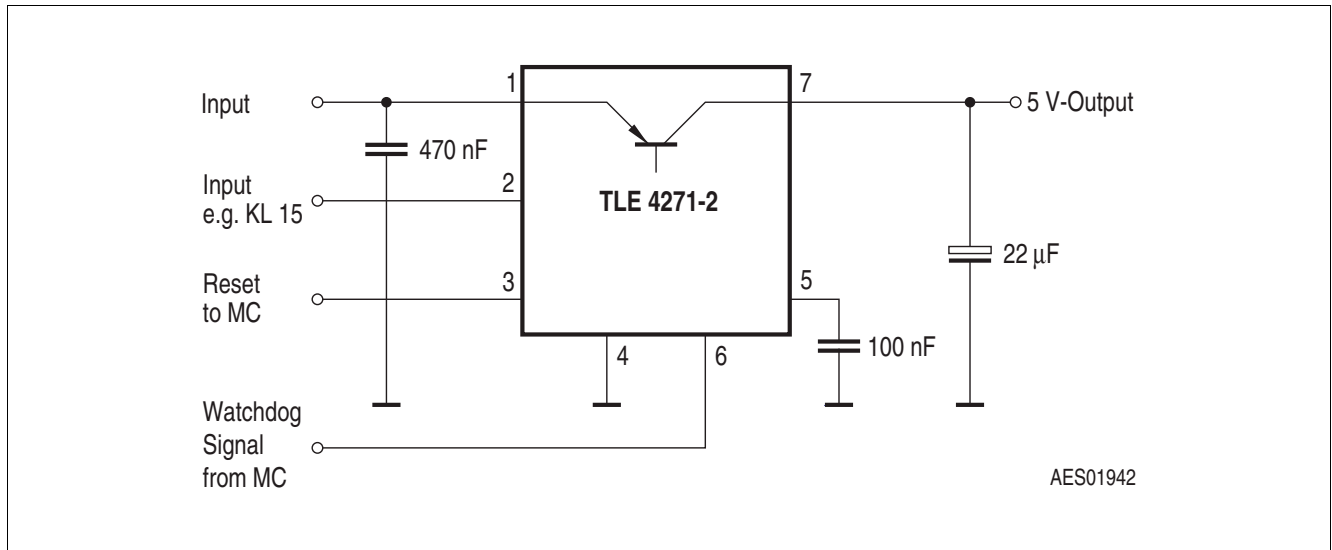 1
7
Input
5 V-Output
470 nF
2
Input
e.g. KL 15
TLE 4271-2
22 μF
3
5
Reset
to MC
100 nF
4
6
Watchdog
Signal
from MC
AES01942